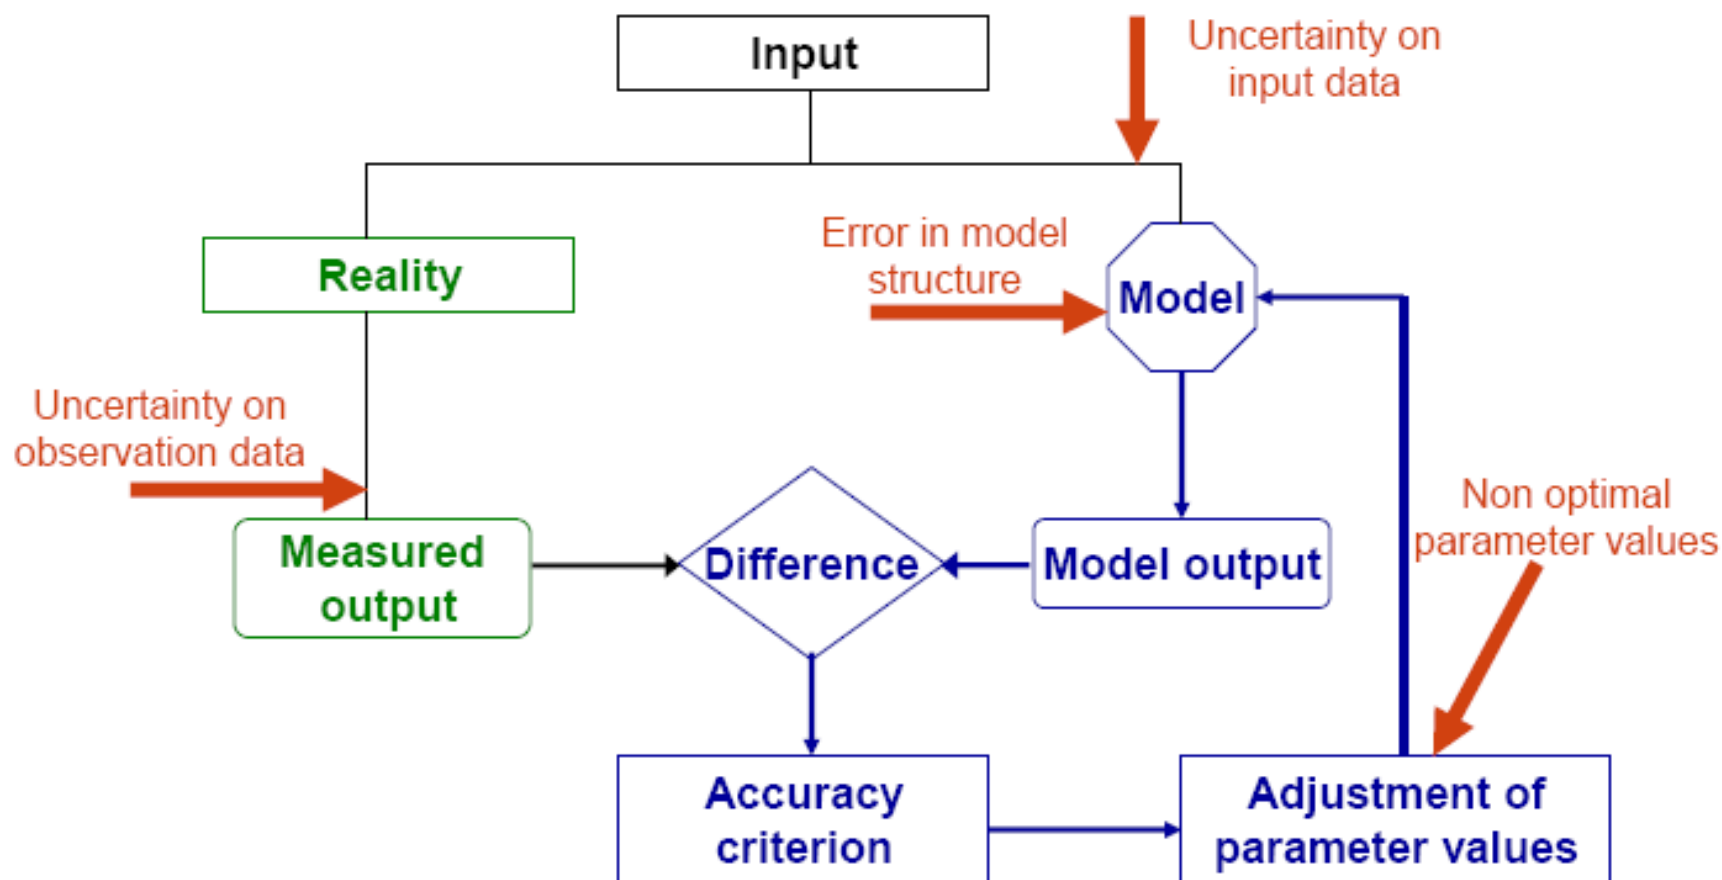 Input
Uncertainty on
input data
Reality
Error in model
structure
Model
Uncertainty on
observation data
Measured
output
Difference
Model output
Non optimal
parameter values
Accuracy
criterion
Adjustment of
parameter values